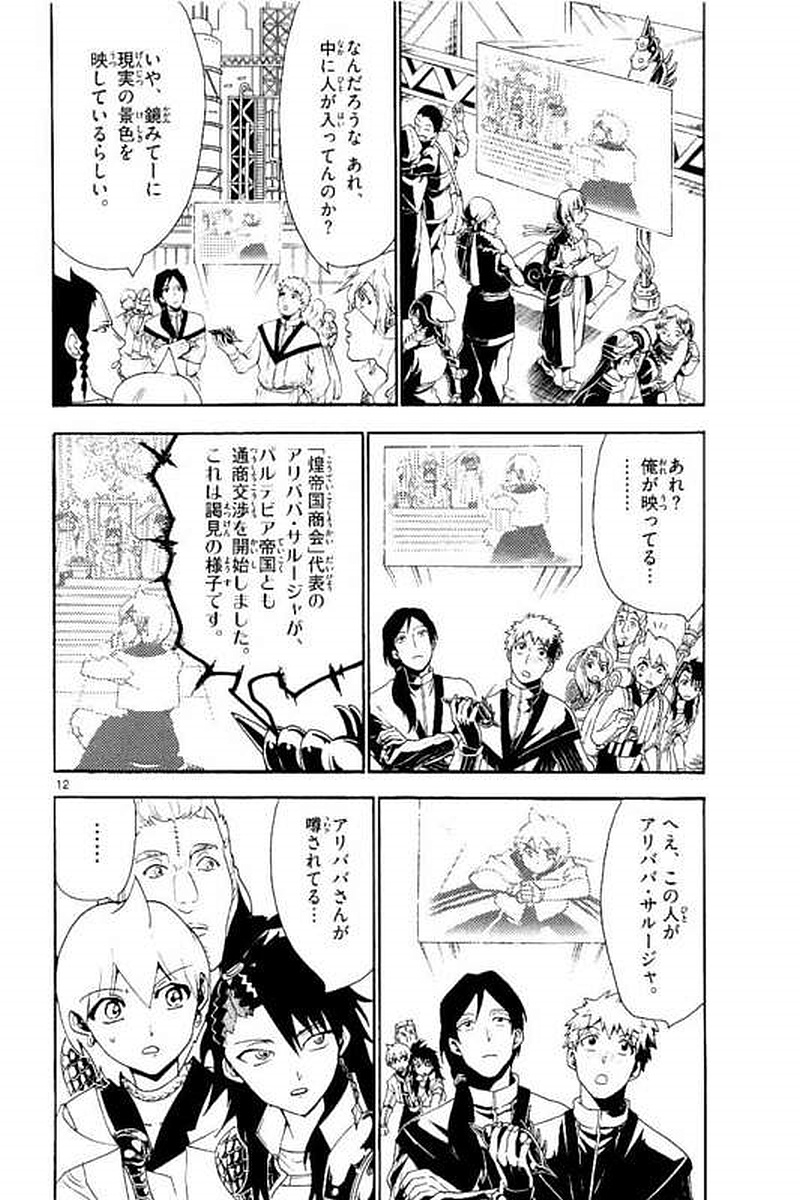 なんだろうな あれ、
中に人が入ってんのか?
いや、鏡みてーに
現実の景色を
映しているらしい。
あれ?
俺が映ってる…
………
「煌帝国商会」代表の
アリババ・サルージャが、
パルテビア帝国とも
通商交渉を開始しました。
これは謁見の様子です。
12
へえ、この人が
アリババ・サルージャ。
アリババさんが
噂されてる…
……